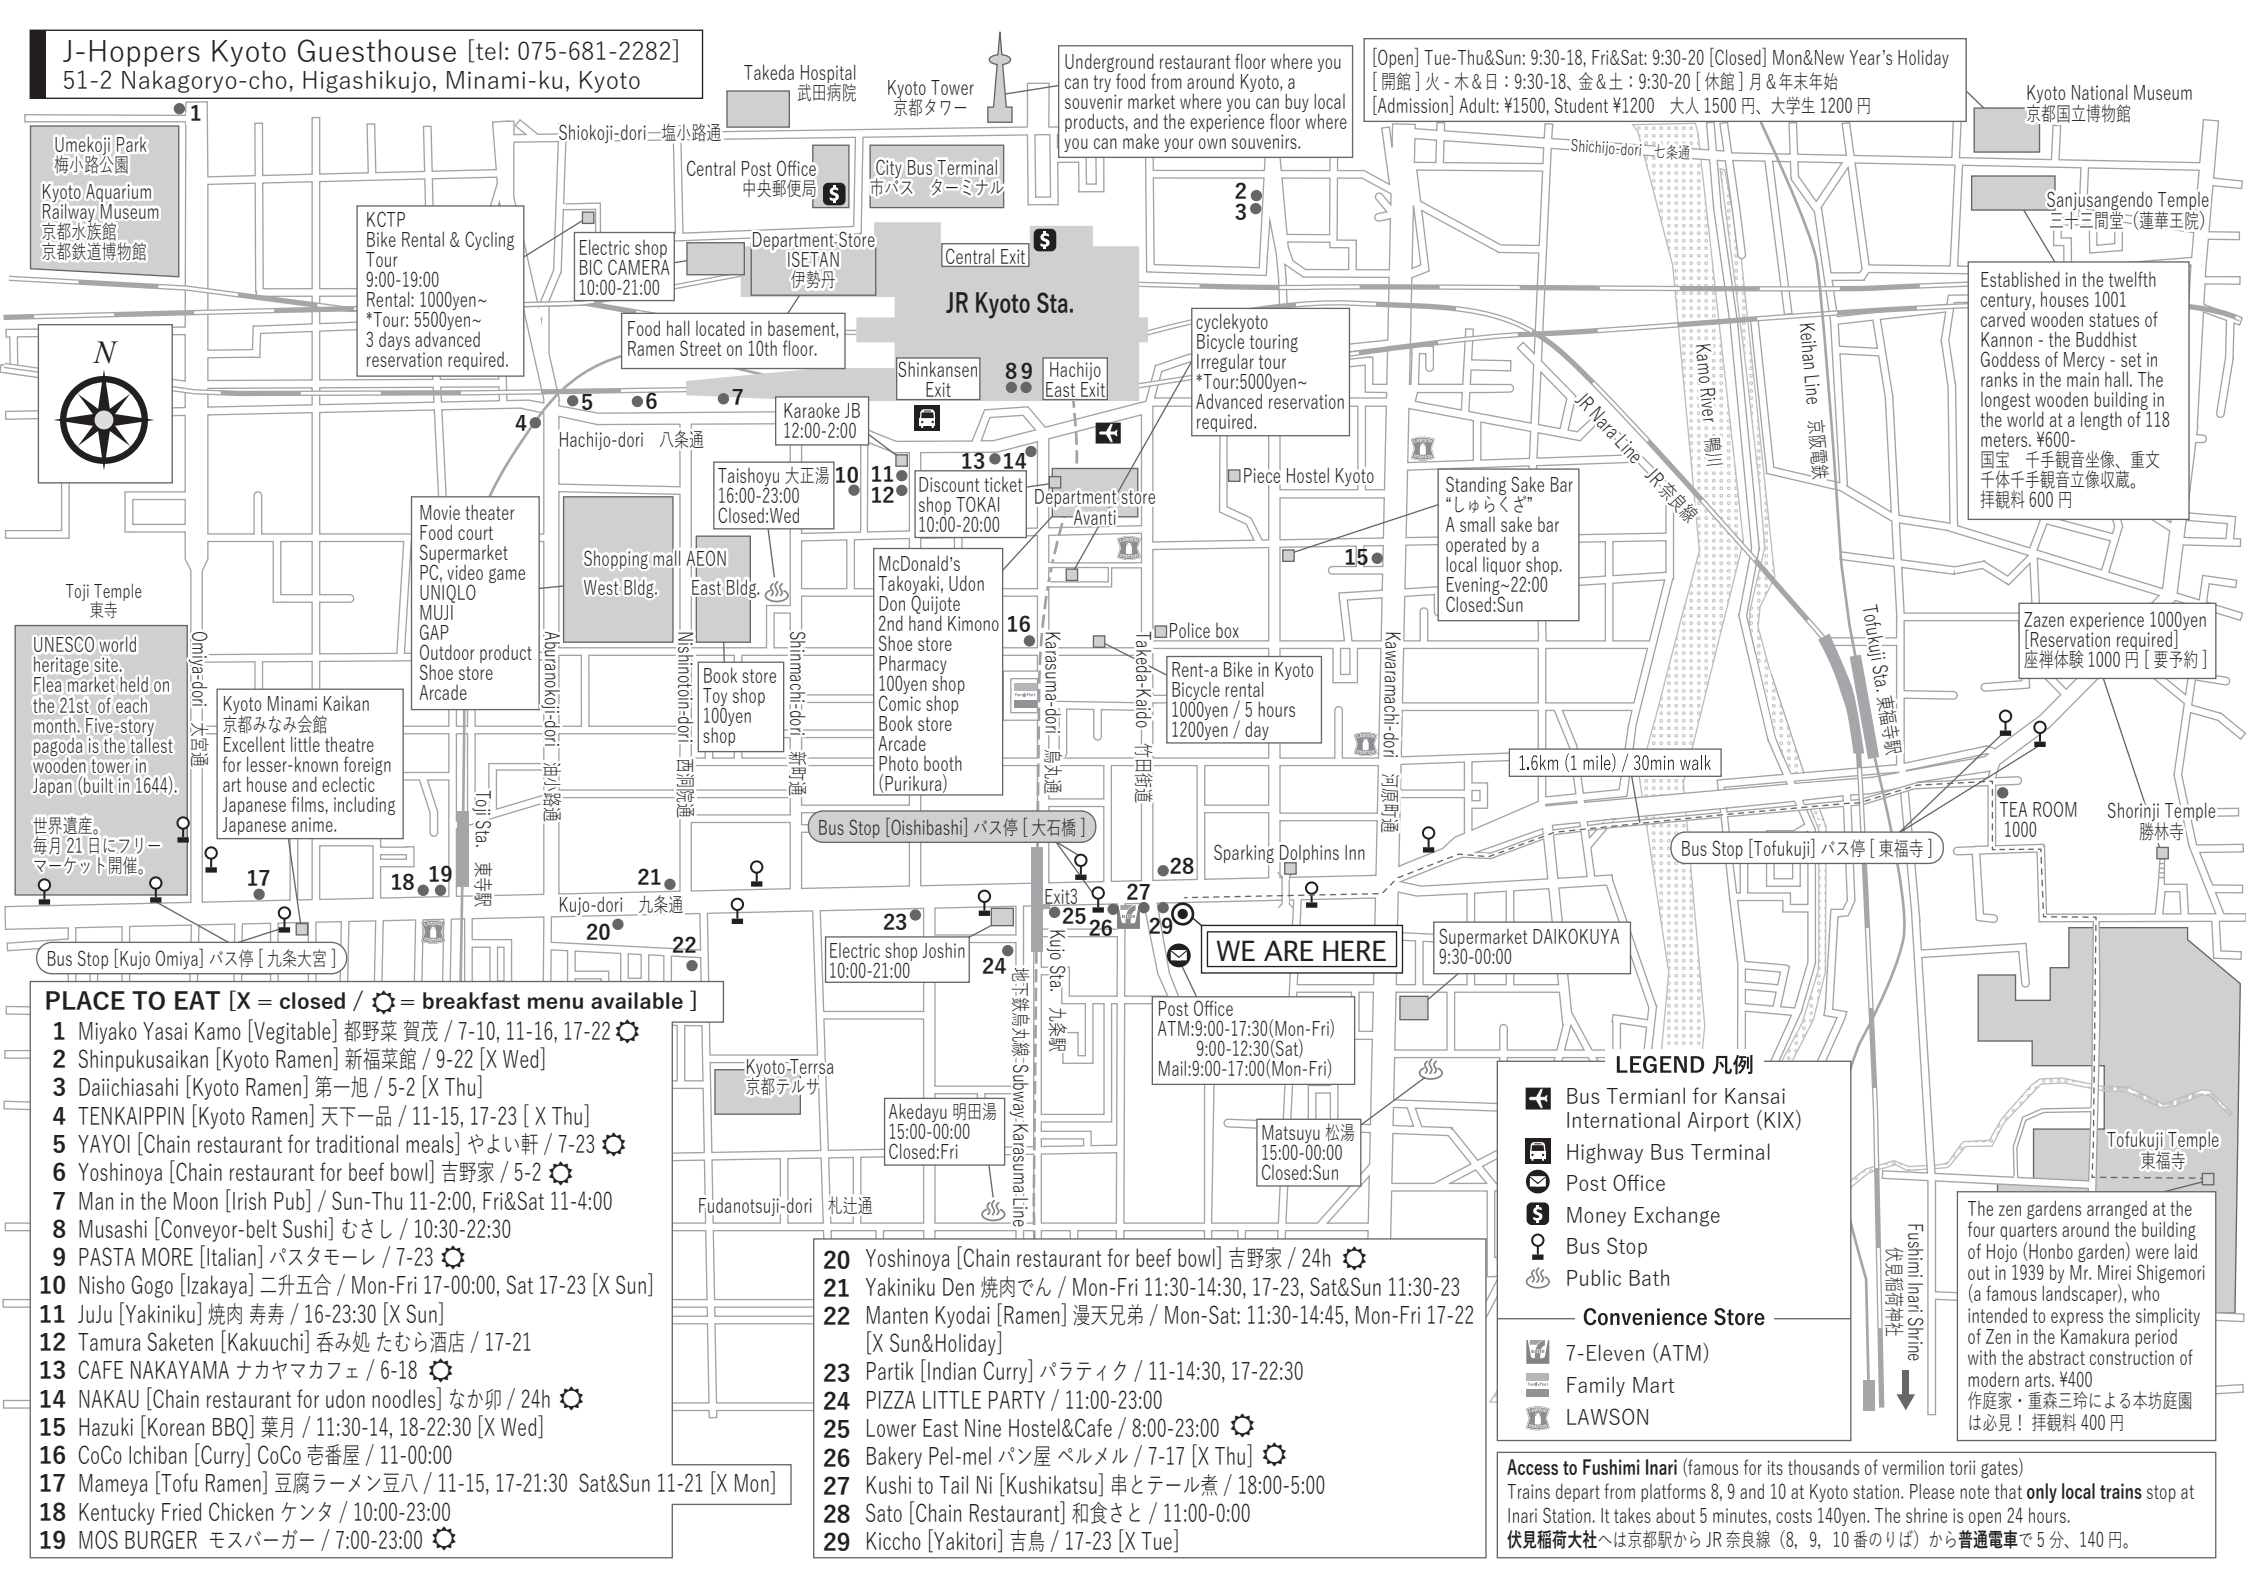 J-Hoppers Kyoto Guesthouse [tel: 075-681-2282]
51-2 Nakagoryo-cho, Higashikujo, Minami-ku, Kyoto
1
Umekoji Park
梅小路公園
Kyoto Aquarium
Railway Museum
京都水族館
京都鉄道博物館
Shiokoji-dori 塩小路通
Takeda Hospital
武田病院
Kyoto Tower
京都タワー
Underground restaurant floor where you
can try food from around Kyoto, a
souvenir market where you can buy local
products, and the experience floor where
you can make your own souvenirs.
[Open] Tue-Thu&Sun: 9:30-18, Fri&Sat: 9:30-20 [Closed] Mon&New Year's Holiday
[ 開館 ] 火 - 木＆日：9:30-18、金＆土：9:30-20 [ 休館 ] 月＆年末年始
[Admission] Adult: ¥1500, Student ¥1200 大人 1500 円、大学生 1200 円
Kyoto National Museum
京都国立博物館
Shichijo-dori 七条通
Central Post Office
中央郵便局
City Bus Terminal
市バス ターミナル
2
3
Sanjusangendo Temple
三十三間堂（蓮華王院）
KCTP
Bike Rental & Cycling
Tour
9:00-19:00
Rental: 1000yen~
*Tour: 5500yen~
3 days advanced
reservation required.
Electric shop
BIC CAMERA
10:00-21:00
Department Store
ISETAN
伊勢丹
Central Exit
JR Kyoto Sta.
Food hall located in basement,
Ramen Street on 10th floor.
Shinkansen
Exit
8 9
Hachijo
East Exit
cyclekyoto
Bicycle touring
Irregular tour
*Tour:5000yen~
Advanced reservation
required.
Kamo River 鴨川
Keihan Line 京阪電鉄
JR Nara Line JR 奈良線
Established in the twelfth
century, houses 1001
carved wooden statues of
Kannon - the Buddhist
Goddess of Mercy - set in
ranks in the main hall. The
longest wooden building in
the world at a length of 118
meters. ¥600-
国宝 千手観音坐像、重文
千体千手観音立像収蔵。
拝観料 600 円
N
4
5
6
7
Hachijo-dori 八条通
Karaoke JB
12:00-2:00
Taishoyu 大正湯
16:00-23:00
Closed:Wed
10
11
12
13
14
Discount ticket
shop TOKAI
10:00-20:00
Department store
Avanti
Piece Hostel Kyoto
Standing Sake Bar
“しゅらくざ”
A small sake bar
operated by a
local liquor shop.
Evening~22:00
Closed:Sun
15
Movie theater
Food court
Supermarket
PC, video game
UNIQLO
MUJI
GAP
Outdoor product
Shoe store
Arcade
Shopping mall AEON
West Bldg.
East Bldg.
Book store
Toy shop
100yen
shop
McDonald's
Takoyaki, Udon
Don Quijote
2nd hand Kimono
Shoe store
Pharmacy
100yen shop
Comic shop
Book store
Arcade
Photo booth
(Purikura)
16
Police box
Rent-a Bike in Kyoto
Bicycle rental
1000yen / 5 hours
1200yen / day
Toji Temple
東寺
UNESCO world
heritage site.
Flea market held on
the 21st of each
month. Five-story
pagoda is the tallest
wooden tower in
Japan (built in 1644).
世界遺産。
毎月 21 日にフリー
マーケット開催。
Omiya-dori 大宮通
Kyoto Minami Kaikan
京都みなみ会館
Excellent little theatre
for lesser-known foreign
art house and eclectic
Japanese films, including
Japanese anime.
Toji Sta. 東寺駅
Aburanokoji-dori 油小路通
Nishinotoin-dori 西洞院通
Shinmachi-dori 新町通
Karasuma-dori 烏丸通
Takeda-Kaido 竹田街道
Kawaramachi-dori 河原町通
Tofukuji Sta. 東福寺駅
Zazen experience 1000yen
[Reservation required]
座禅体験 1000 円 [ 要予約 ]
1.6km (1 mile) / 30min walk
Bus Stop [Oishibashi] バス停 [ 大石橋 ]
Bus Stop [Tofukuji] バス停 [ 東福寺 ]
TEA ROOM
1000
Shorinji Temple
勝林寺
Sparking Dolphins Inn
17
18
19
21
Kujo-dori 九条通
20
22
23
Exit3
25
26
27
28
29
WE ARE HERE
Bus Stop [Kujo Omiya] バス停 [ 九条大宮 ]
Electric shop Joshin
10:00-21:00
24
Kujo Sta. 九条駅
地下鉄烏丸線 Subway Karasuma Line
Supermarket DAIKOKUYA
9:30-00:00
Post Office
ATM:9:00-17:30(Mon-Fri)
9:00-12:30(Sat)
Mail:9:00-17:00(Mon-Fri)
Kyoto Terrsa
京都テルサ
Akedayu 明田湯
15:00-00:00
Closed:Fri
Matsuyu 松湯
15:00-00:00
Closed:Sun
Fudanotsuji-dori 札辻通
Tofukuji Temple
東福寺
Fushimi Inari Shrine
伏見稲荷神社
The zen gardens arranged at the
four quarters around the building
of Hojo (Honbo garden) were laid
out in 1939 by Mr. Mirei Shigemori
(a famous landscaper), who
intended to express the simplicity
of Zen in the Kamakura period
with the abstract construction of
modern arts. ¥400
作庭家・重森三玲による本坊庭園
は必見！ 拝観料 400 円
PLACE TO EAT [X = closed / = breakfast menu available ]
1 Miyako Yasai Kamo [Vegitable] 都野菜 賀茂 / 7-10, 11-16, 17-22
2 Shinpukusaikan [Kyoto Ramen] 新福菜館 / 9-22 [X Wed]
3 Daiichiasahi [Kyoto Ramen] 第一旭 / 5-2 [X Thu]
4 TENKAIPPIN [Kyoto Ramen] 天下一品 / 11-15, 17-23 [ X Thu]
5 YAYOI [Chain restaurant for traditional meals] やよい軒 / 7-23
6 Yoshinoya [Chain restaurant for beef bowl] 吉野家 / 5-2
7 Man in the Moon [Irish Pub] / Sun-Thu 11-2:00, Fri&Sat 11-4:00
8 Musashi [Conveyor-belt Sushi] むさし / 10:30-22:30
9 PASTA MORE [Italian] パスタモーレ / 7-23
10 Nisho Gogo [Izakaya] 二升五合 / Mon-Fri 17-00:00, Sat 17-23 [X Sun]
11 JuJu [Yakiniku] 焼肉 寿寿 / 16-23:30 [X Sun]
12 Tamura Saketen [Kakuuchi] 呑み処 たむら酒店 / 17-21
13 CAFE NAKAYAMA ナカヤマカフェ / 6-18
14 NAKAU [Chain restaurant for udon noodles] なか卯 / 24h
15 Hazuki [Korean BBQ] 葉月 / 11:30-14, 18-22:30 [X Wed]
16 CoCo Ichiban [Curry] CoCo 壱番屋 / 11-00:00
17 Mameya [Tofu Ramen] 豆腐ラーメン豆八 / 11-15, 17-21:30 Sat&Sun 11-21 [X Mon]
18 Kentucky Fried Chicken ケンタ / 10:00-23:00
19 MOS BURGER モスバーガー / 7:00-23:00
20 Yoshinoya [Chain restaurant for beef bowl] 吉野家 / 24h
21 Yakiniku Den 焼肉でん / Mon-Fri 11:30-14:30, 17-23, Sat&Sun 11:30-23
22 Manten Kyodai [Ramen] 漫天兄弟 / Mon-Sat: 11:30-14:45, Mon-Fri 17-22
[X Sun&Holiday]
23 Partik [Indian Curry] パラティク / 11-14:30, 17-22:30
24 PIZZA LITTLE PARTY / 11:00-23:00
25 Lower East Nine Hostel&Cafe / 8:00-23:00
26 Bakery Pel-mel パン屋 ペルメル / 7-17 [X Thu]
27 Kushi to Tail Ni [Kushikatsu] 串とテール煮 / 18:00-5:00
28 Sato [Chain Restaurant] 和食さと / 11:00-0:00
29 Kiccho [Yakitori] 吉鳥 / 17-23 [X Tue]
LEGEND 凡例
Bus Termianl for Kansai
International Airport (KIX)
Highway Bus Terminal
Post Office
Money Exchange
Bus Stop
Public Bath
Convenience Store
7-Eleven (ATM)
Family Mart
LAWSON
Access to Fushimi Inari (famous for its thousands of vermilion torii gates)
Trains depart from platforms 8, 9 and 10 at Kyoto station. Please note that only local trains stop at
Inari Station. It takes about 5 minutes, costs 140yen. The shrine is open 24 hours.
伏見稲荷大社へは京都駅から JR 奈良線（8，9，10 番のりば）から普通電車で 5 分、140 円。